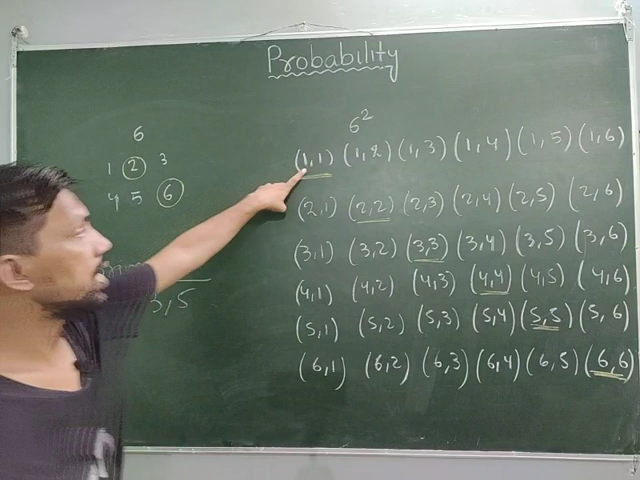 Probability
6
1 2 3
4 5 6
3,5
6²
(1,1) (1,2) (1,3) (1,4) (1,5) (1,6)
(2,1) (2,2) (2,3) (2,4) (2,5) (2,6)
(3,1) (3,2) (3,3) (3,4) (3,5) (3,6)
(4,1) (4,2) (4,3) (4,4) (4,5) (4,6)
(5,1) (5,2) (5,3) (5,4) (5,5) (5,6)
(6,1) (6,2) (6,3) (6,4) (6,5) (6,6)